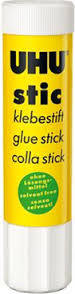 UHU
stic
klebestift
glue stick
colla stick
ohne
Lösungs-
mittel
solvent free
senza
solventi